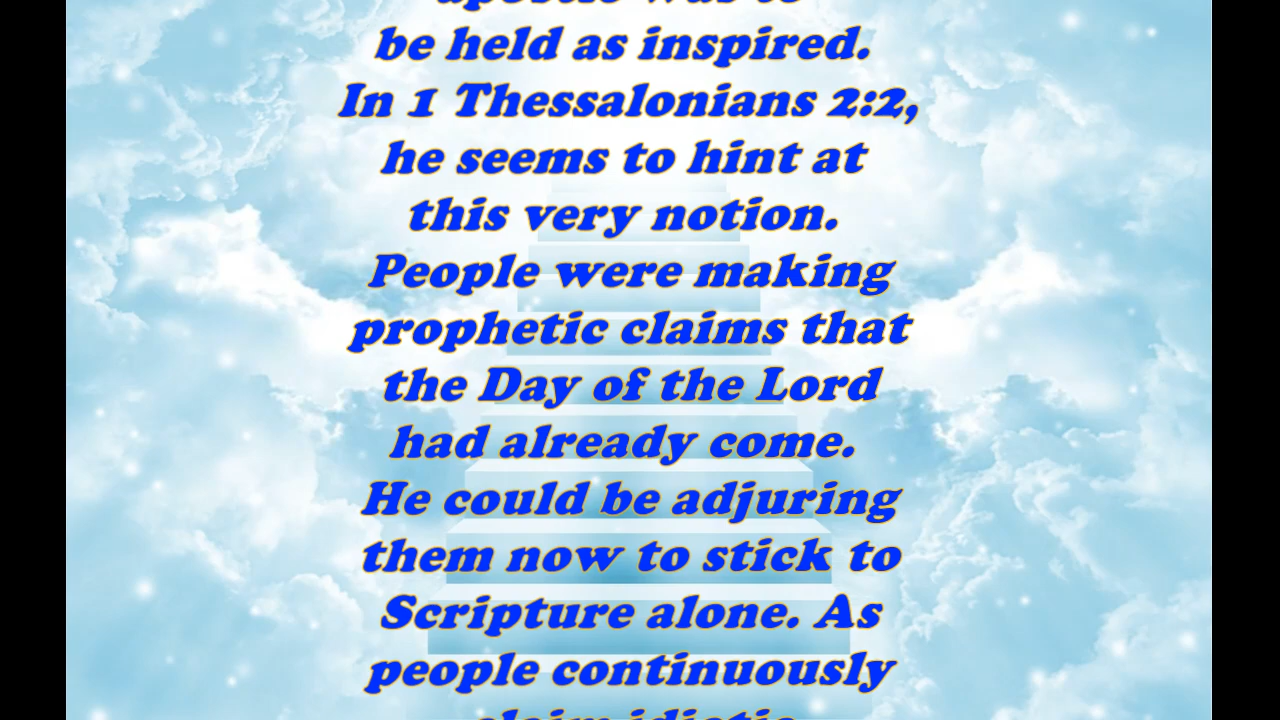 be held as inspired.
In 1 Thessalonians 2:2,
he seems to hint at
this very notion.
People were making
prophetic claims that
the Day of the Lord
had already come.
He could be adjuring
them now to stick to
Scripture alone. As
people continuously